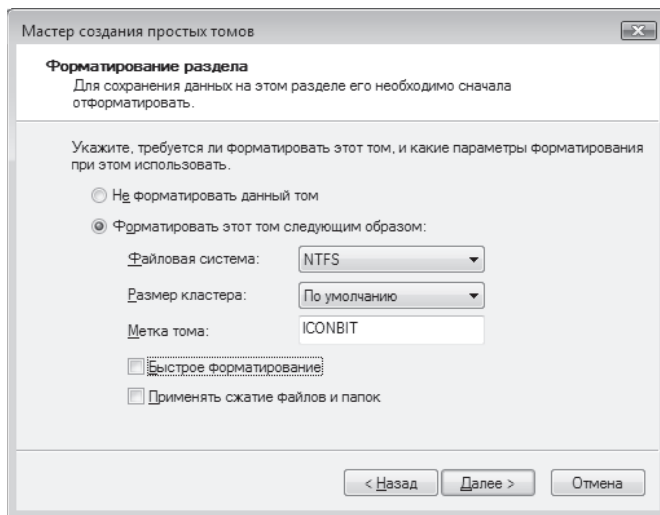 Мастер создания простых томов
Форматирование раздела
Для сохранения данных на этом разделе его необходимо сначала
отформатировать.
Укажите, требуется ли форматировать этот том, и какие параметры форматирования
при этом использовать.
Не форматировать данный том
Форматировать этот том следующим образом:
Файловая система: NTFS
Размер кластера: По умолчанию
Метка тома: ICONBIT
Быстрое форматирование
Применять сжатие файлов и папок
< Назад Далее > Отмена